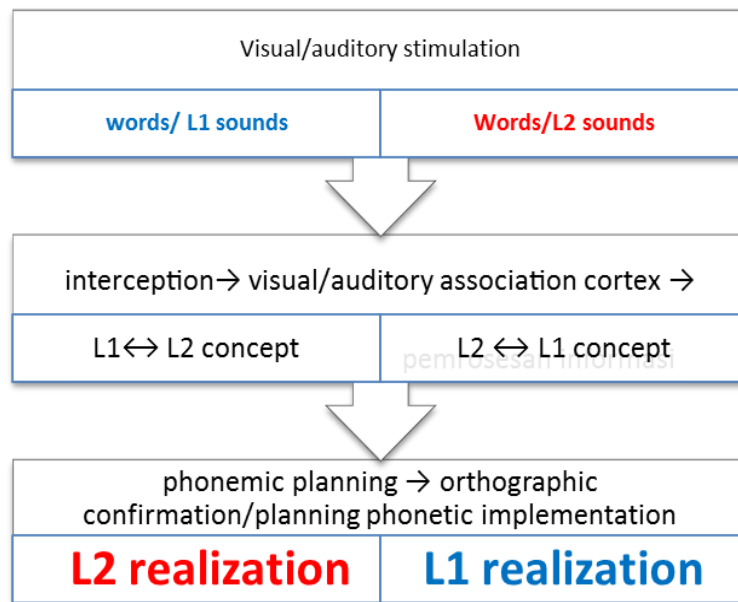 Visual/auditory stimulation
words/ L1 sounds
Words/L2 sounds
interception→ visual/auditory association cortex →
L1↔ L2 concept
L2 ↔ L1 concept
pemrosesan informasi
phonemic planning → orthographic
confirmation/planning phonetic implementation
L2 realization
L1 realization